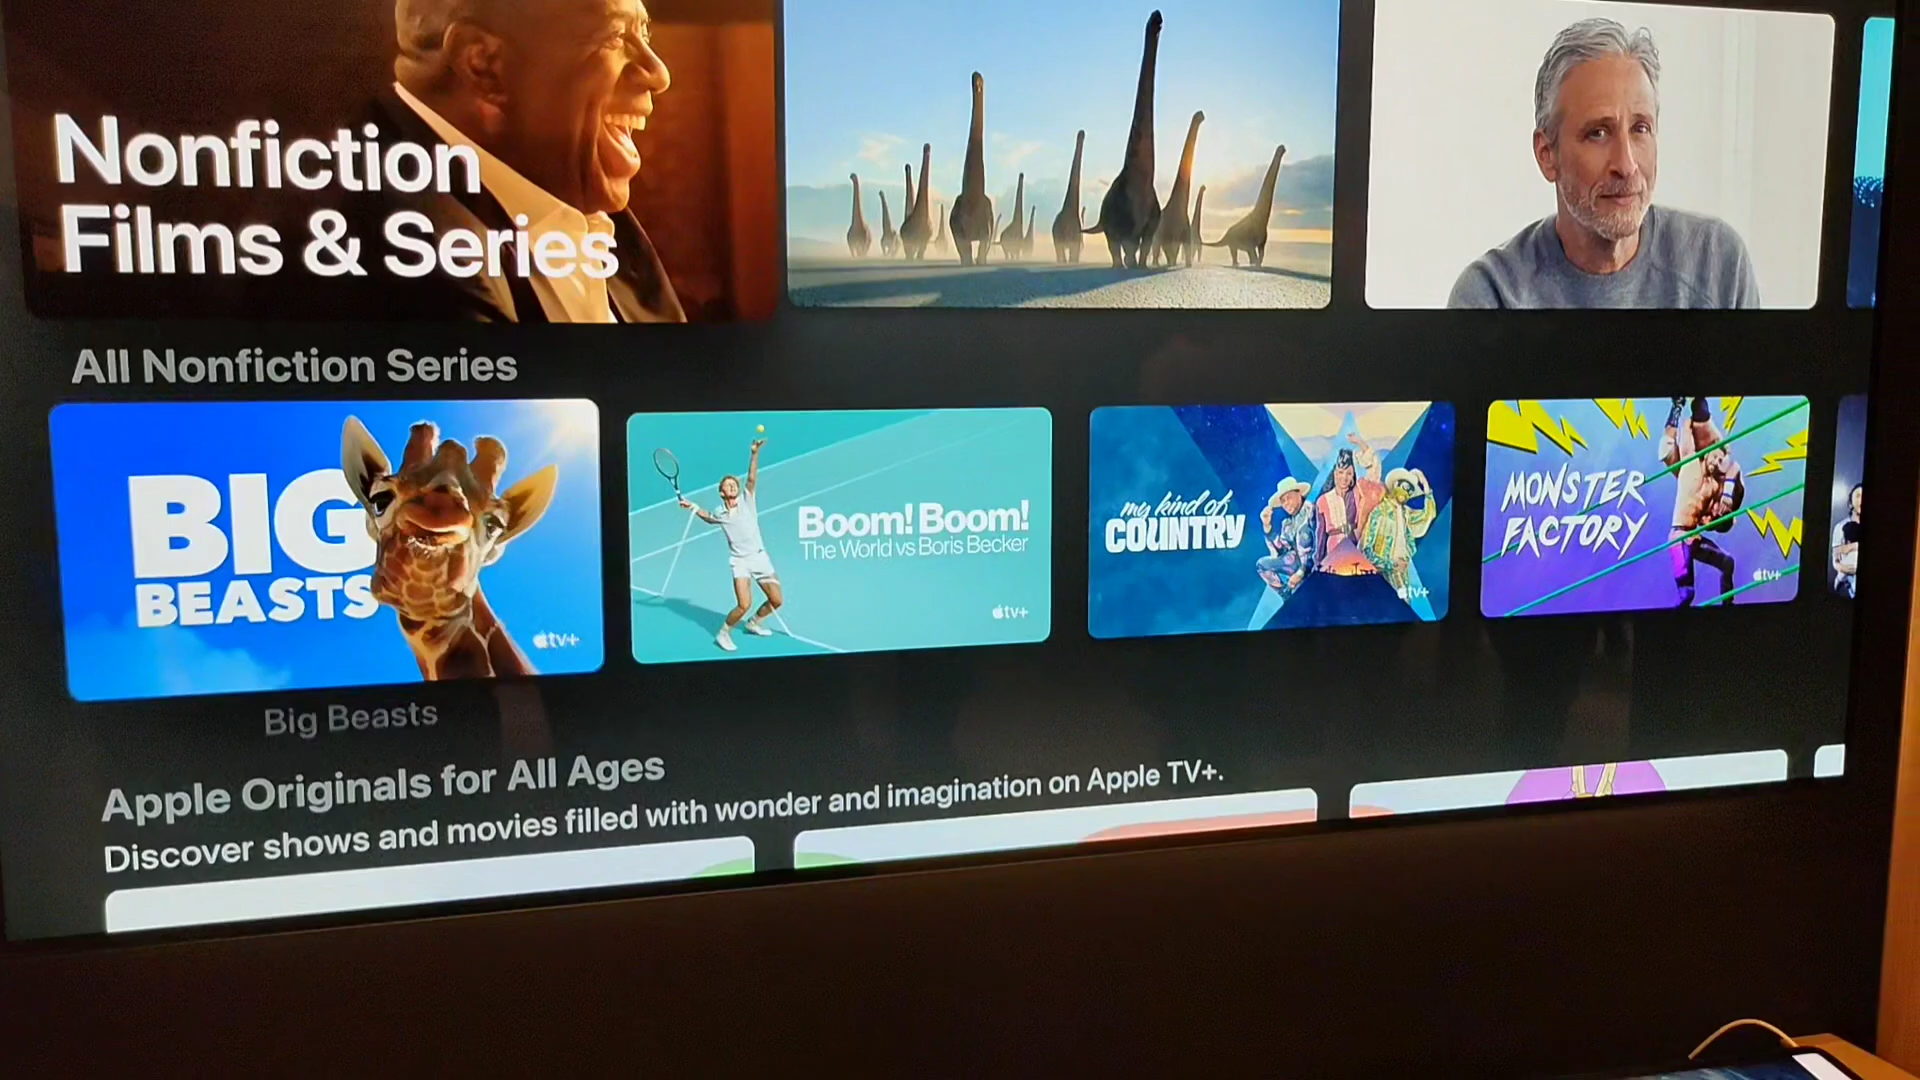 Nonfiction
Films & Series
All Nonfiction Series
BIG
BEASTS
tv+
Boom! Boom!
The World vs Boris Becker
tv+
my kind of
COUNTRY
tv+
MONSTER
FACTORY
tv+
Big Beasts
Apple Originals for All Ages
Discover shows and movies filled with wonder and imagination on Apple TV+.